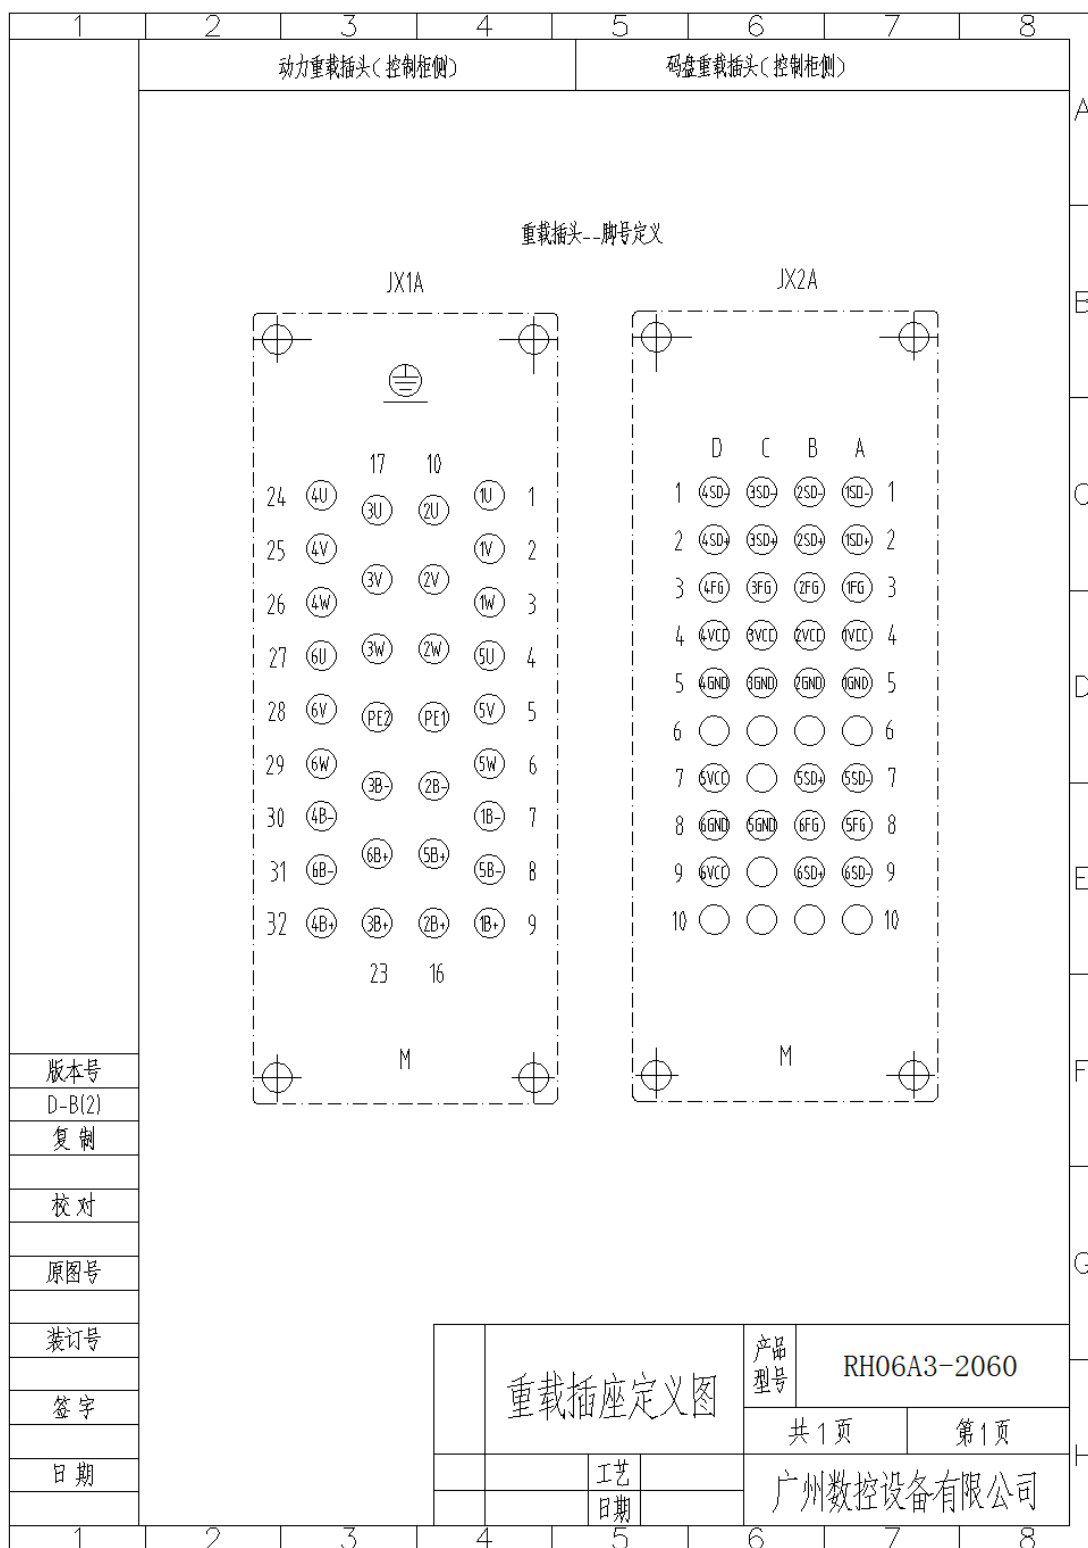 1 2 3 4 5 6 7 8
动力重载插头(控制柜侧) 码盘重载插头(控制柜侧)
A
重载插头--脚号定义
JX1A JX2A
B
D C B A
17 10
24 4U 3U 2U 1U 1
1 4SD- 3SD- 2SD- 1SD- 1
C
25 4V 1V 2
2 4SD+ 3SD+ 2SD+ 1SD+ 2
3V 2V
3 4FG 3FG 2FG 1FG 3
26 4W 1W 3
4 4VCC 3VCC 2VCC 1VCC 4
27 6U 3W 2W 5U 4
5 4GND 3GND 2GND 1GND 5
D
28 6V PE2 PE1 5V 5
6 6
29 6W 5W 6
7 5VCC 5SD+ 5SD- 7
3B- 2B-
30 4B- 1B- 7
8 6GND 5GND 6FG 5FG 8
6B+ 5B+
31 6B- 5B- 8
9 6VCC 6SD+ 6SD- 9
E
32 4B+ 3B+ 2B+ 1B+ 9
10 10
23 16
M M
F
版本号
D-B(2)
复制
校对
原图号
G
装订号
签字
日期
重载插座定义图
产品型号 RH06A3-2060
共1页 第1页
H
工艺
日期
广州数控设备有限公司
1 2 3 4 5 6 7 8